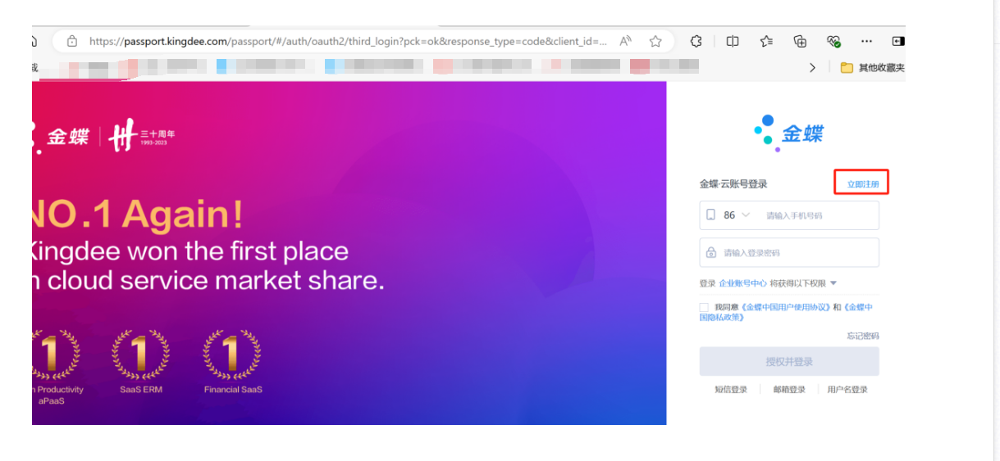 https://passport.kingdee.com/passport/#/auth/oauth2/third_login?pck=ok&response_type=code&client_id=...
其他收藏夹
金蝶
三十周年
1993-2023
NO.1 Again!
Kingdee won the first place
n cloud service market share.
1
1
1
Productivity
aPaaS
SaaS ERM
Financial SaaS
金蝶
金蝶·云账号登录
立即注册
86
请输入手机号码
请输入登录密码
登录 企业账号中心 将获得以下权限
我同意《金蝶中国用户使用协议》和《金蝶中
国隐私政策》
忘记密码
授权并登录
短信登录
邮箱登录
用户名登录